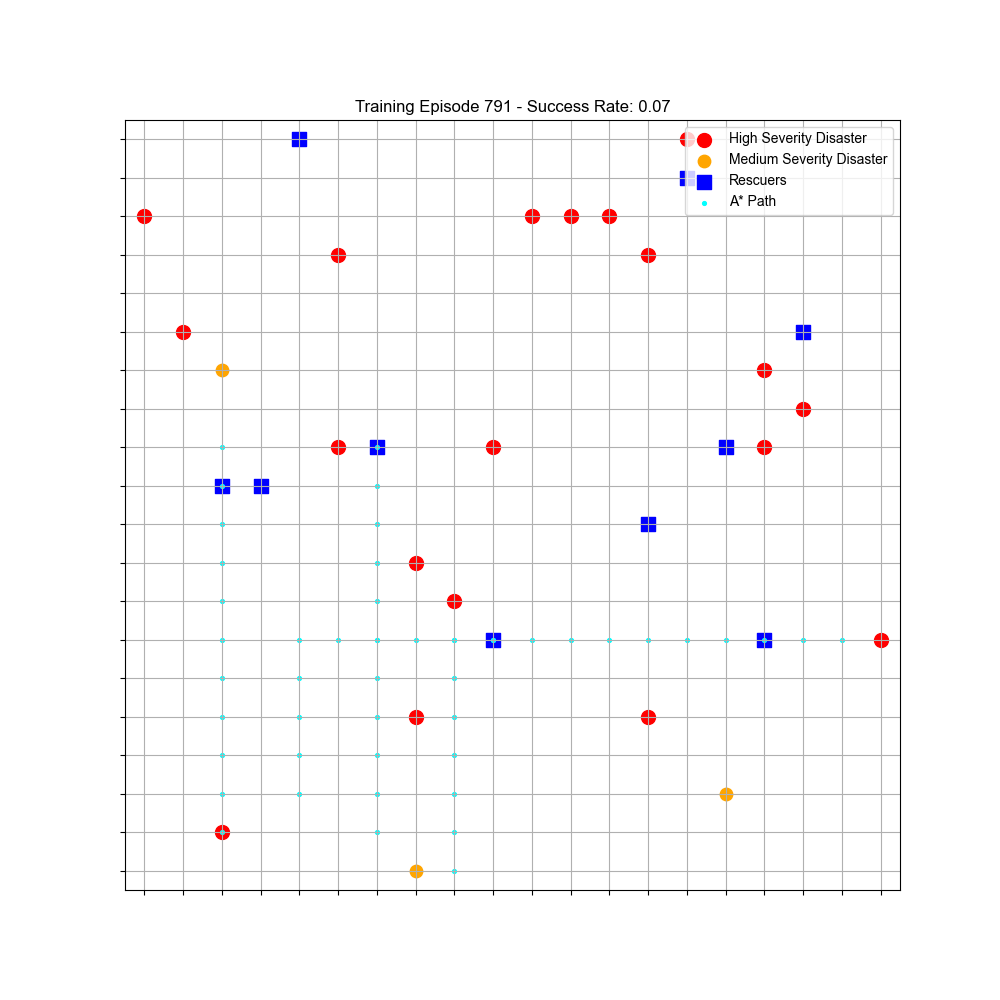 Training Episode 791 - Success Rate: 0.07
High Severity Disaster
Medium Severity Disaster
Rescuers
A* Path